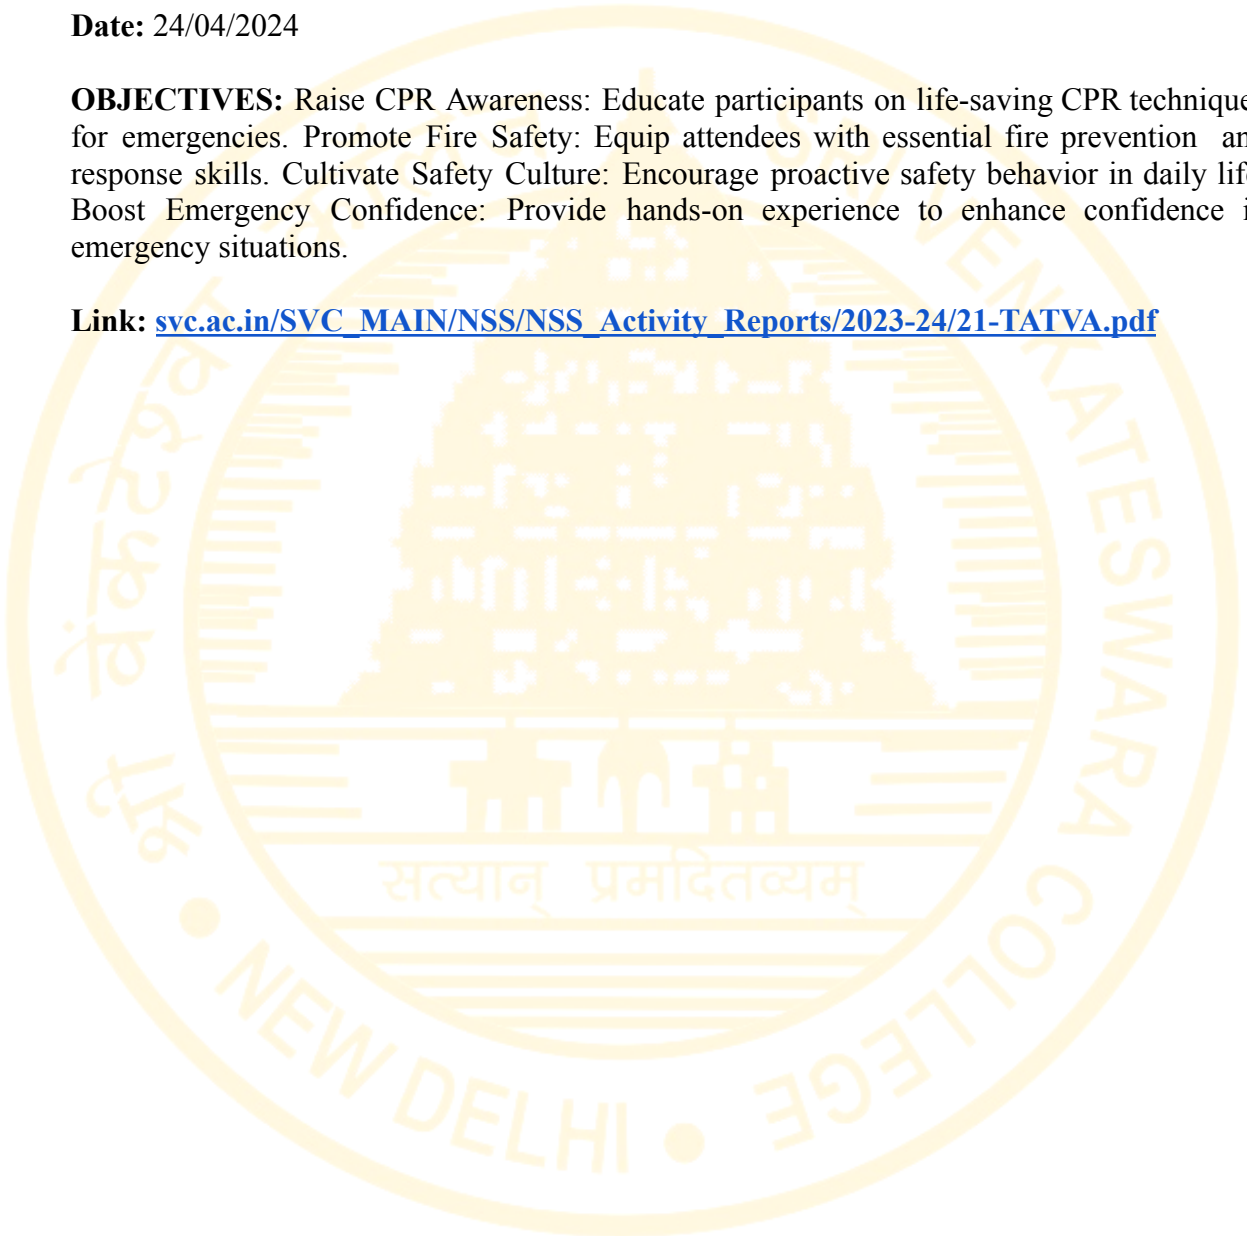 Date: 24/04/2024
OBJECTIVES: Raise CPR Awareness: Educate participants on life-saving CPR technique
for emergencies. Promote Fire Safety: Equip attendees with essential fire prevention an
response skills. Cultivate Safety Culture: Encourage proactive safety behavior in daily life
Boost Emergency Confidence: Provide hands-on experience to enhance confidence i
emergency situations.
Link: svc.ac.in/SVC_MAIN/NSS/NSS_Activity_Reports/2023-24/21-TATVA.pdf
श्री वेंकटेश्वर
SRI VENKATESWARA COLLEGE
सत्यान् प्रमदितव्यम्
• NEW DELHI •